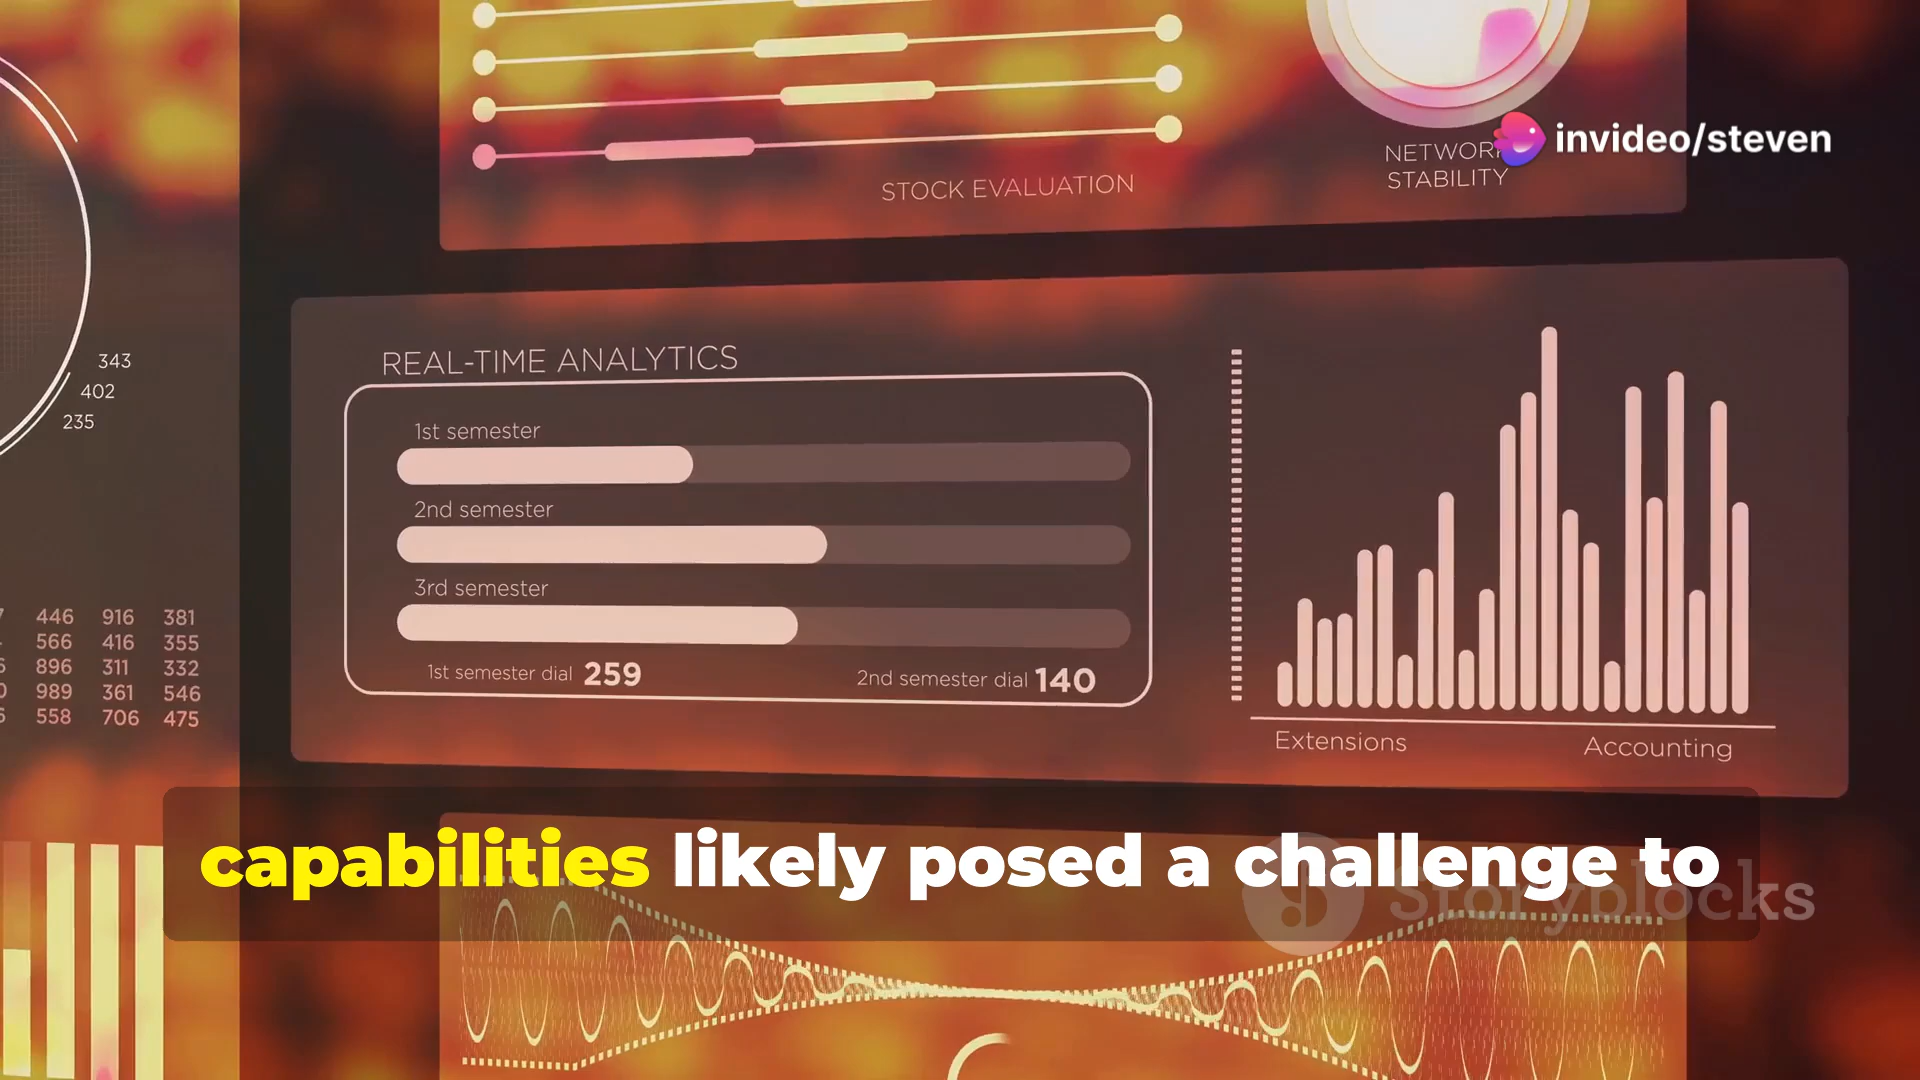 invideo/steven
STOCK EVALUATION
STABILITY
REAL-TIME ANALYTICS
1st semester
2nd semester
3rd semester
1st semester dial 259
2nd semester dial 140
Extensions
Accounting
343
402
235
446 916 381
566 416 355
896 311 332
989 361 546
558 706 475
capabilities likely posed a challenge to
Storyblocks